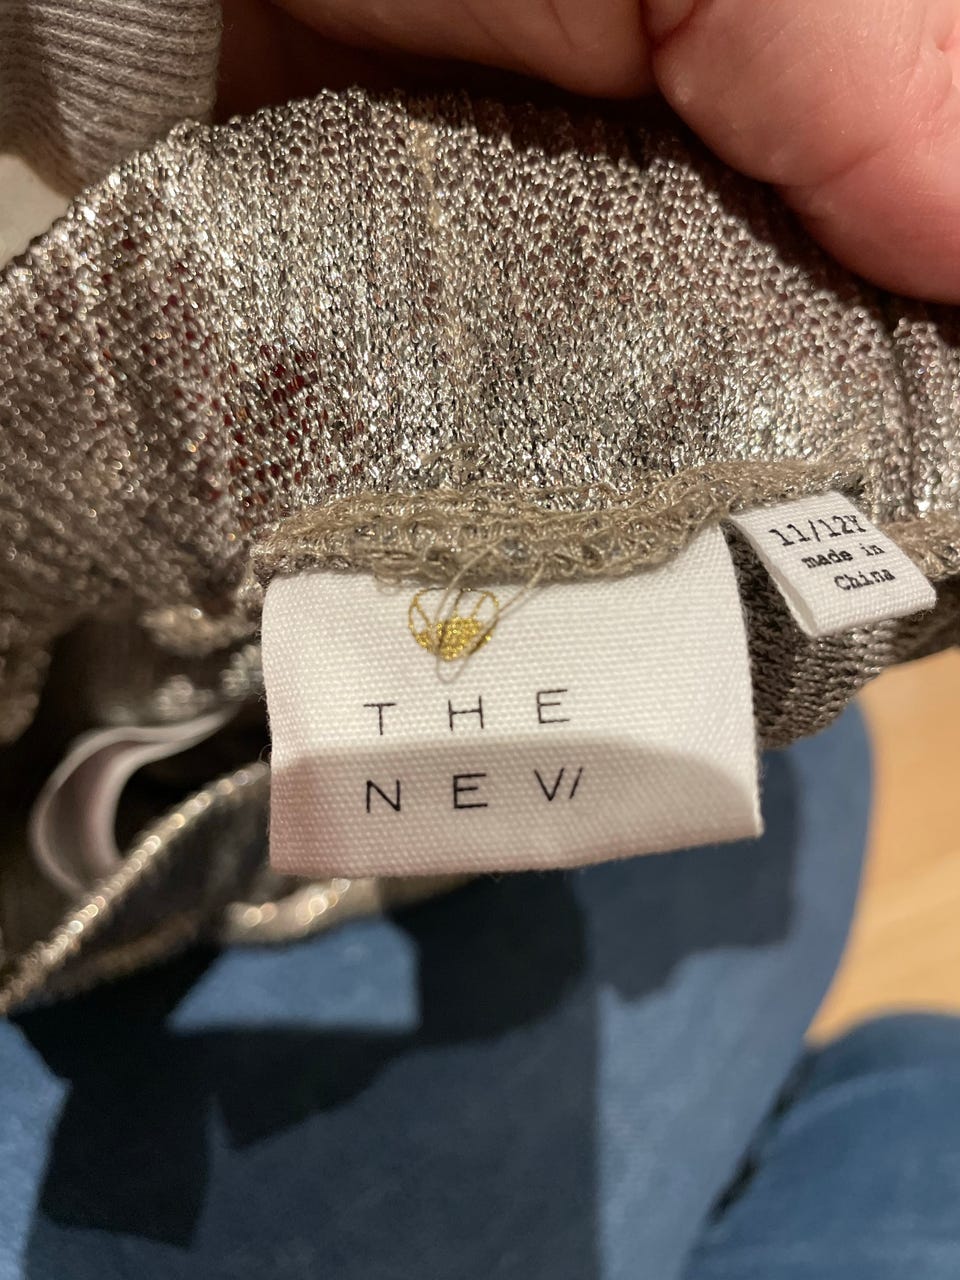 THE
NEW
11/12Y
made in
China